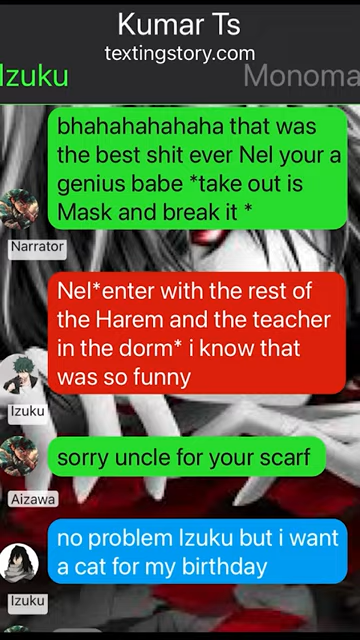 Kumar Ts
textingstory.com
Izuku
Monoma
bhahahahahaha that was
the best shit ever Nel your a
genius babe *take out is
Mask and break it *
Narrator
Nel*enter with the rest of
the Harem and the teacher
in the dorm* i know that
was so funny
Izuku
sorry uncle for your scarf
Aizawa
no problem Izuku but i want
a cat for my birthday
Izuku